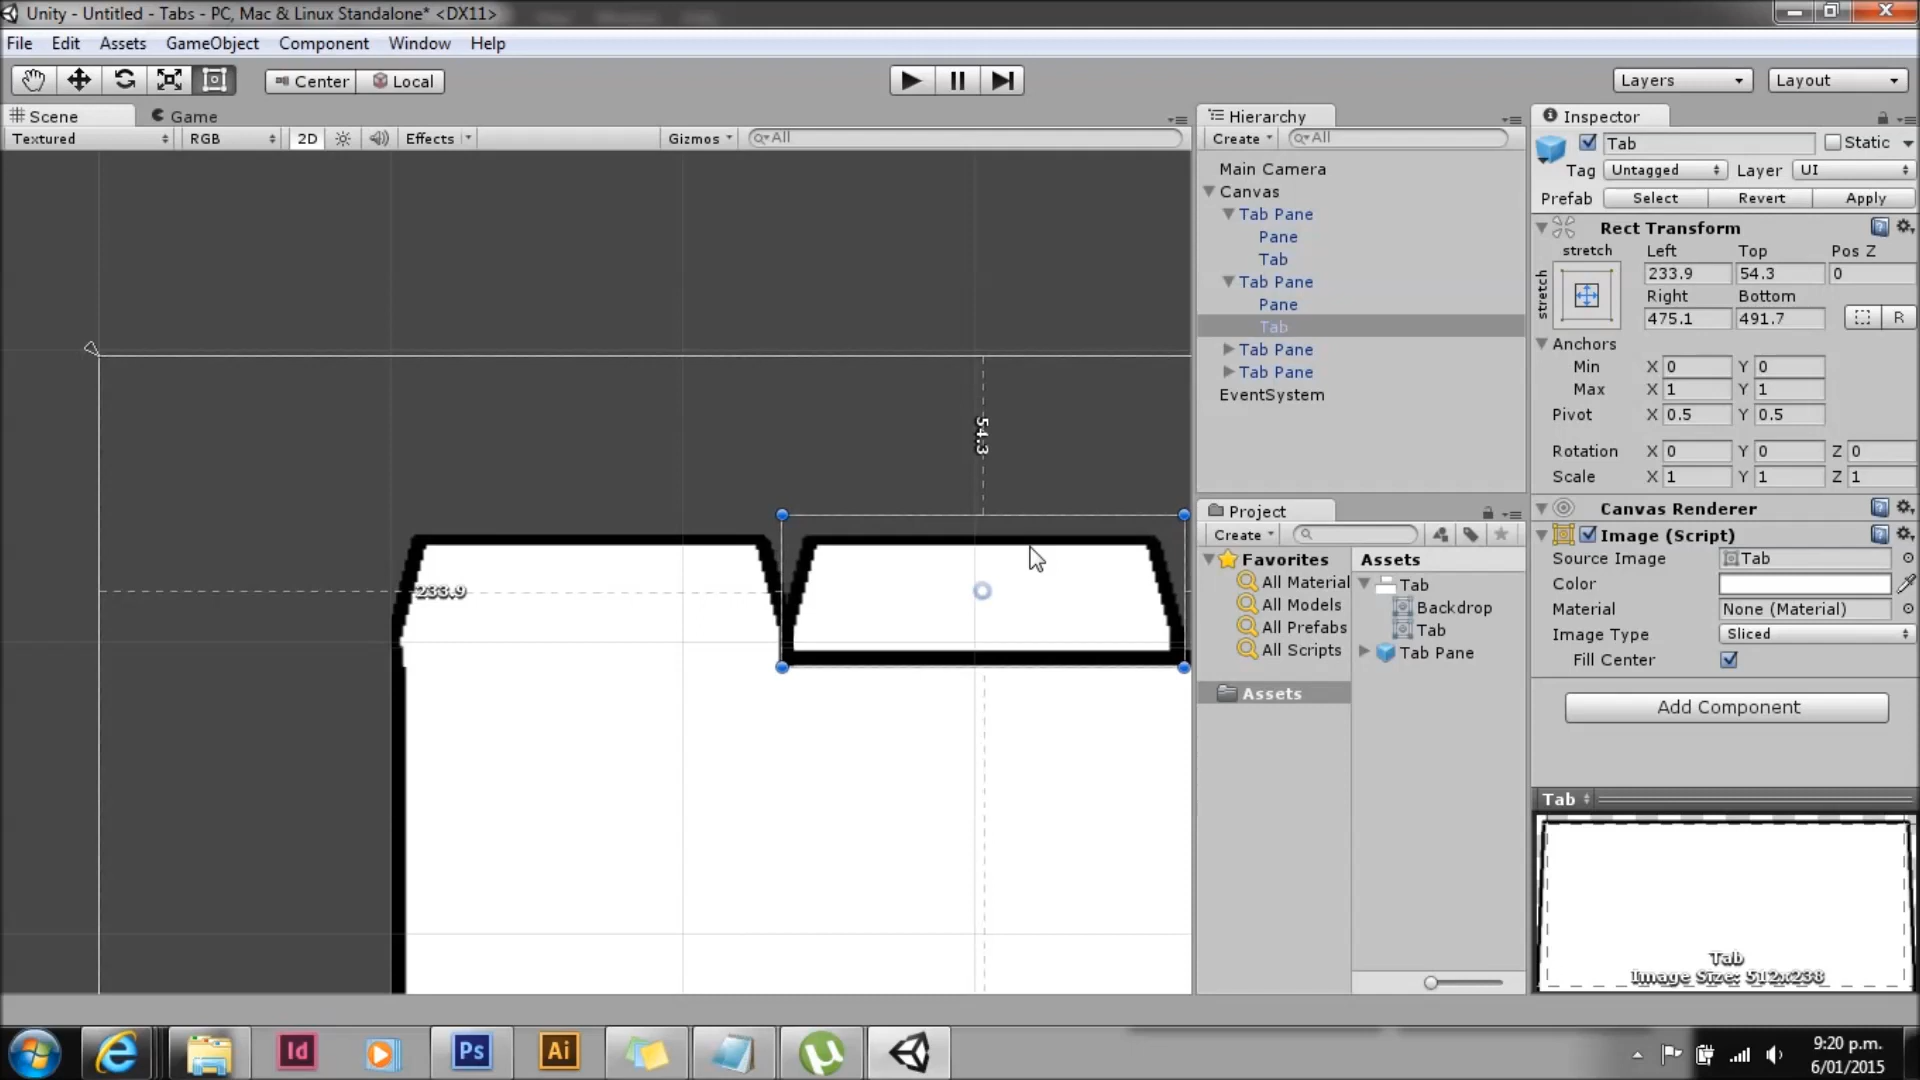 Unity - Untitled - Tabs - PC, Mac & Linux Standalone* <DX11>
File Edit Assets GameObject Component Window Help
Center Local Layers Layout
Scene Game
Textured RGB 2D Effects Gizmos All
54.3
233.9
Hierarchy
Create All
Main Camera
Canvas
Tab Pane
Pane
Tab
Tab Pane
Pane
Tab
Tab Pane
Tab Pane
EventSystem
Project
Create
Favorites
All Material
All Models
All Prefabs
All Scripts
Assets
Assets
Tab
Backdrop
Tab
Tab Pane
Inspector
Tab Static
Tag Untagged Layer UI
Prefab Select Revert Apply
Rect Transform
stretch Left Top Pos Z
stretch 233.9 54.3 0
Right Bottom
475.1 491.7 R
Anchors
Min X 0 Y 0
Max X 1 Y 1
Pivot X 0.5 Y 0.5
Rotation X 0 Y 0 Z 0
Scale X 1 Y 1 Z 1
Canvas Renderer
Image (Script)
Source Image Tab
Color
Material None (Material)
Image Type Sliced
Fill Center
Add Component
Tab
Tab
Image Size: 512x238
Id Ps Ai
9:20 p.m.
6/01/2015